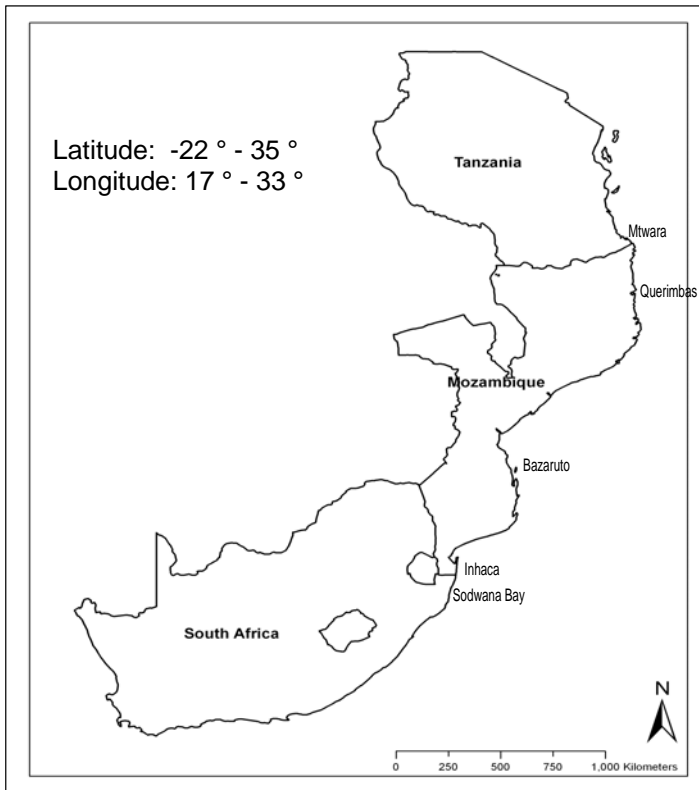 Latitude:  -22 ° - 35 °
Longitude: 17 ° - 33 °
Tanzania
Mtwara
Querimbas
Mozambique
Bazaruto
Inhaca
Sodwana Bay
South Africa
N
0 250 500 750 1,000 Kilometers